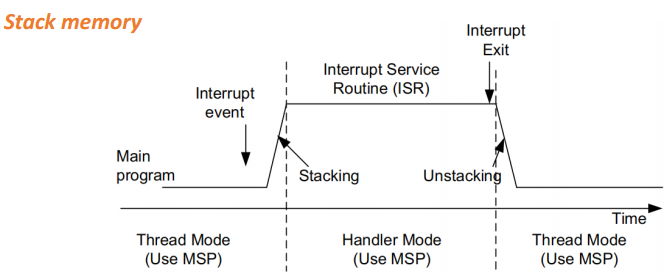 Stack memory
Interrupt
Exit
Interrupt Service
Routine (ISR)
Interrupt
event
Main
program
Stacking
Unstacking
Time
Thread Mode
(Use MSP)
Handler Mode
(Use MSP)
Thread Mode
(Use MSP)